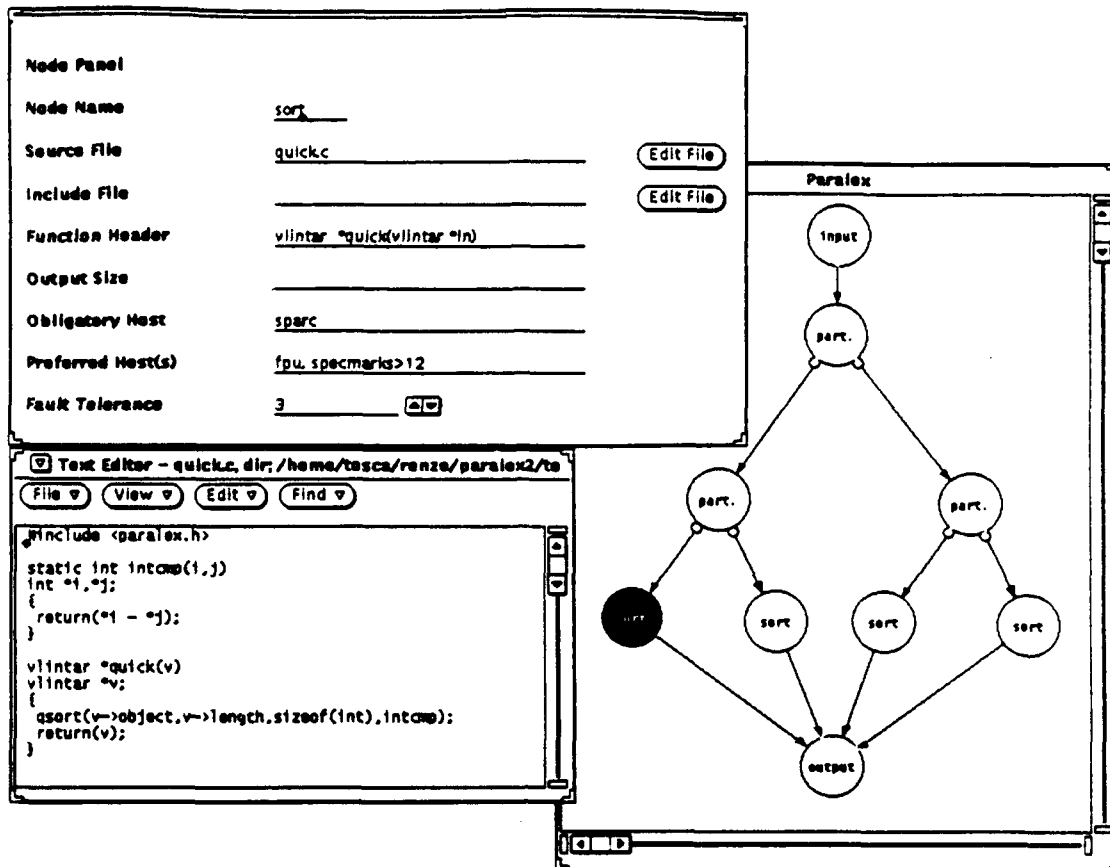 Node Panel
Node Name sort
Source File quick.c Edit File
Include File Edit File
Function Header vlintar *quick(vlintar *in)
Output Size
Obligatory Host sparc
Preferred Host(s) fpu, specmarks>12
Fault Tolerance 3
Text Editor - quick.c, dir; /home/tosca/renzo/paralex2/te
File View Edit Find
#include <paralex.h>
static int intcmp(i,j)
int *i,*j;
{
return(*i - *j);
}
vlintar *quick(v)
vlintar *v;
{
qsort(v->object,v->length,sizeof(int),intcmp);
return(v);
}
Paralex
input
part.
part. part.
sort sort sort
output